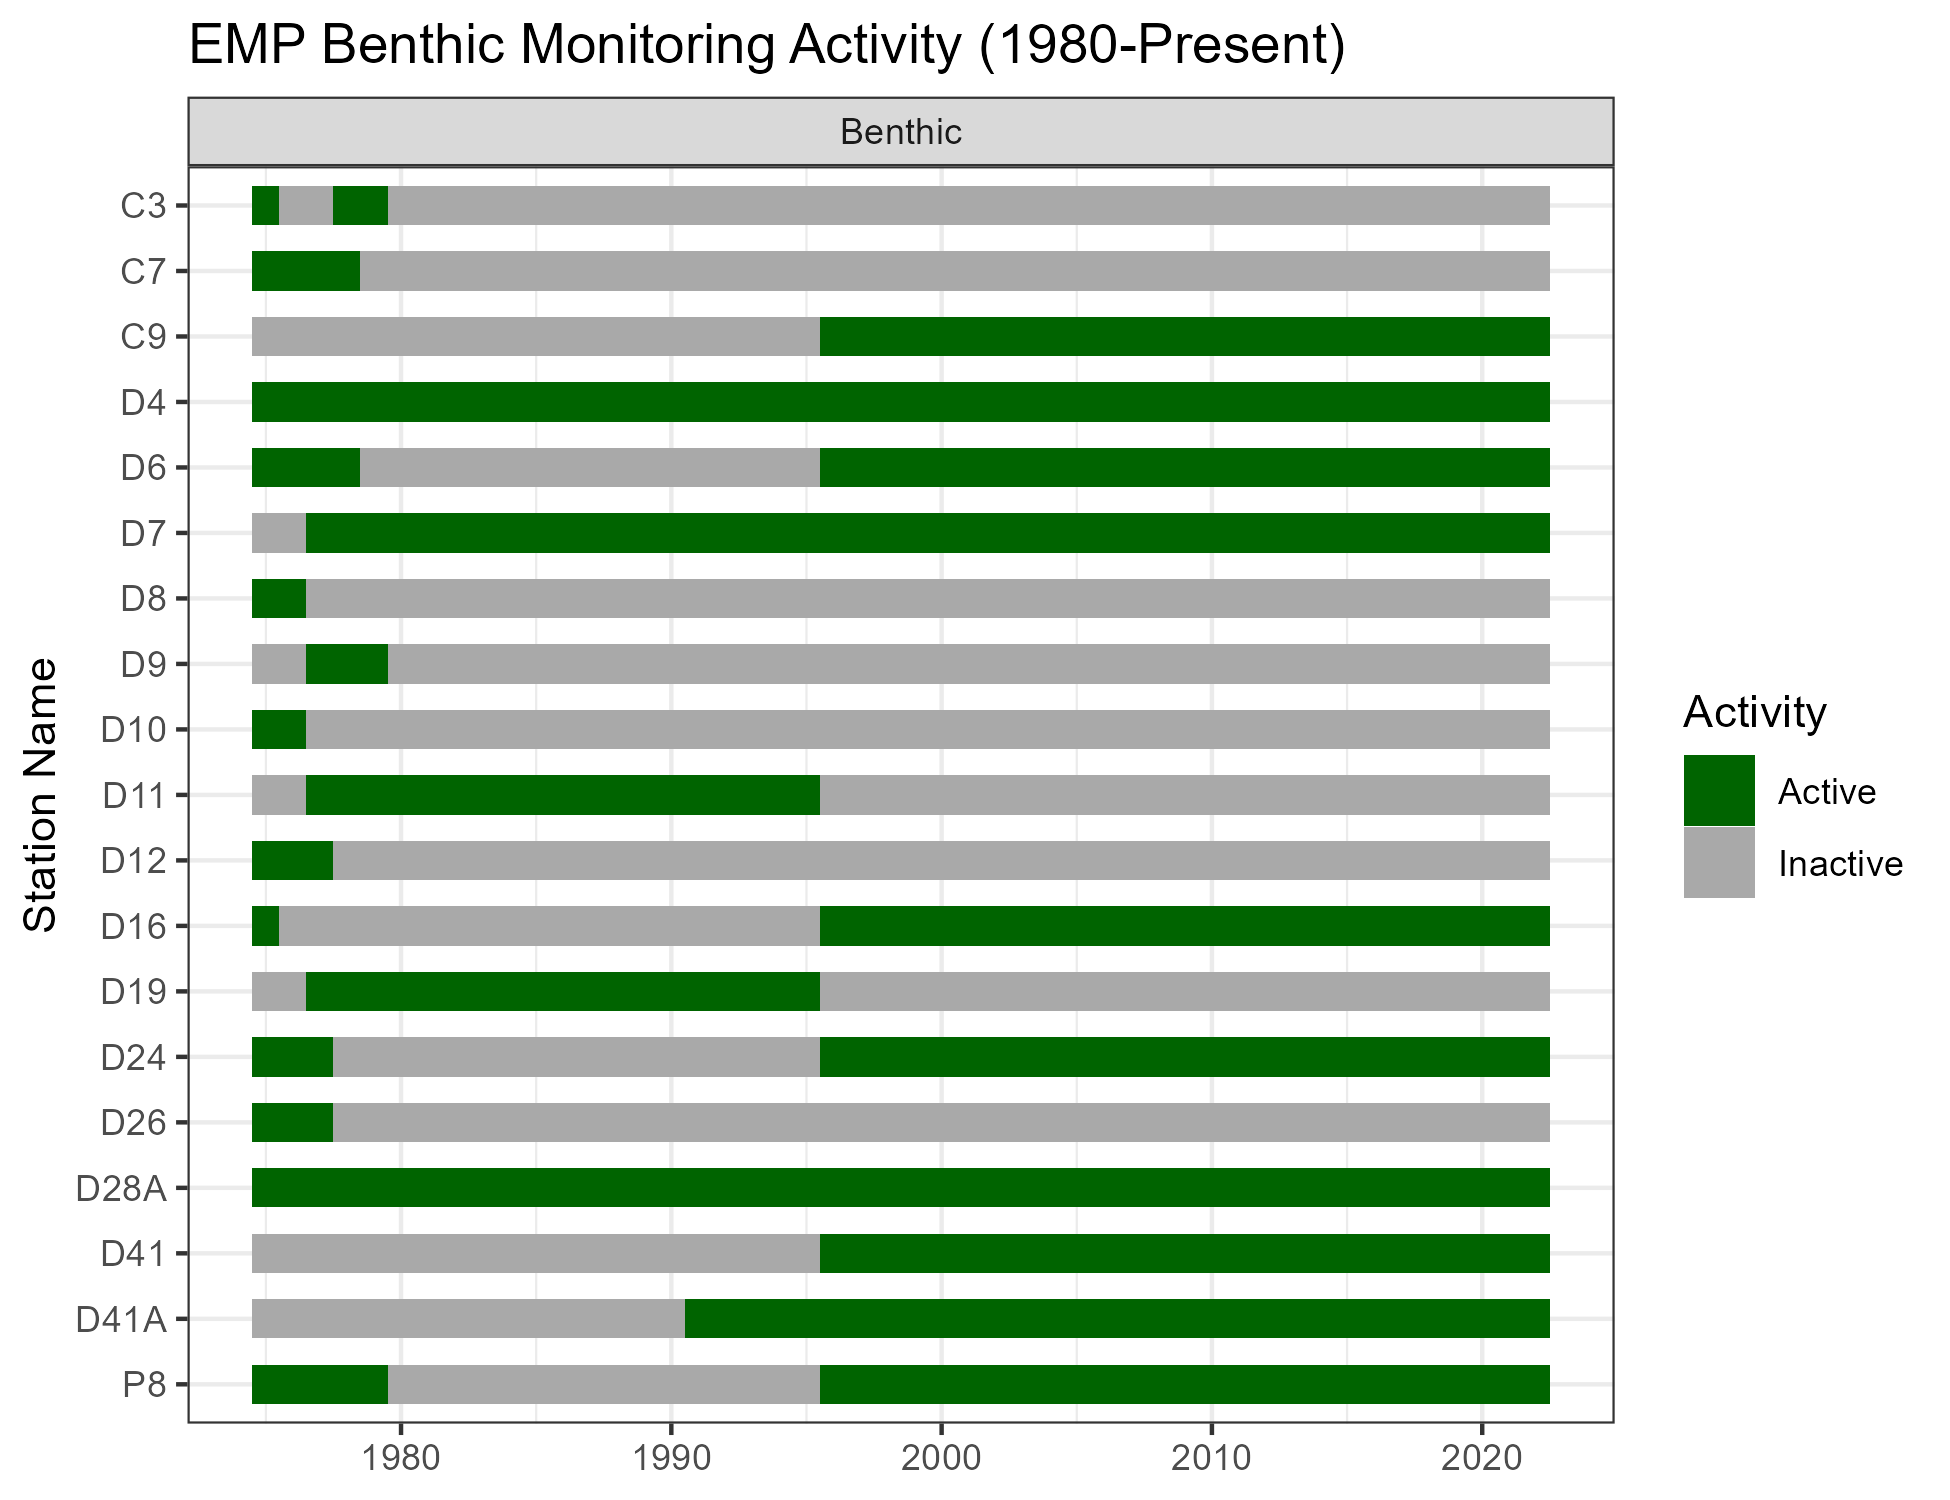 EMP Benthic Monitoring Activity (1980-Present)
Benthic
Station Name
C3
C7
C9
D4
D6
D7
D8
D9
D10
D11
D12
D16
D19
D24
D26
D28A
D41
D41A
P8
1980 1990 2000 2010 2020
Activity
Active
Inactive